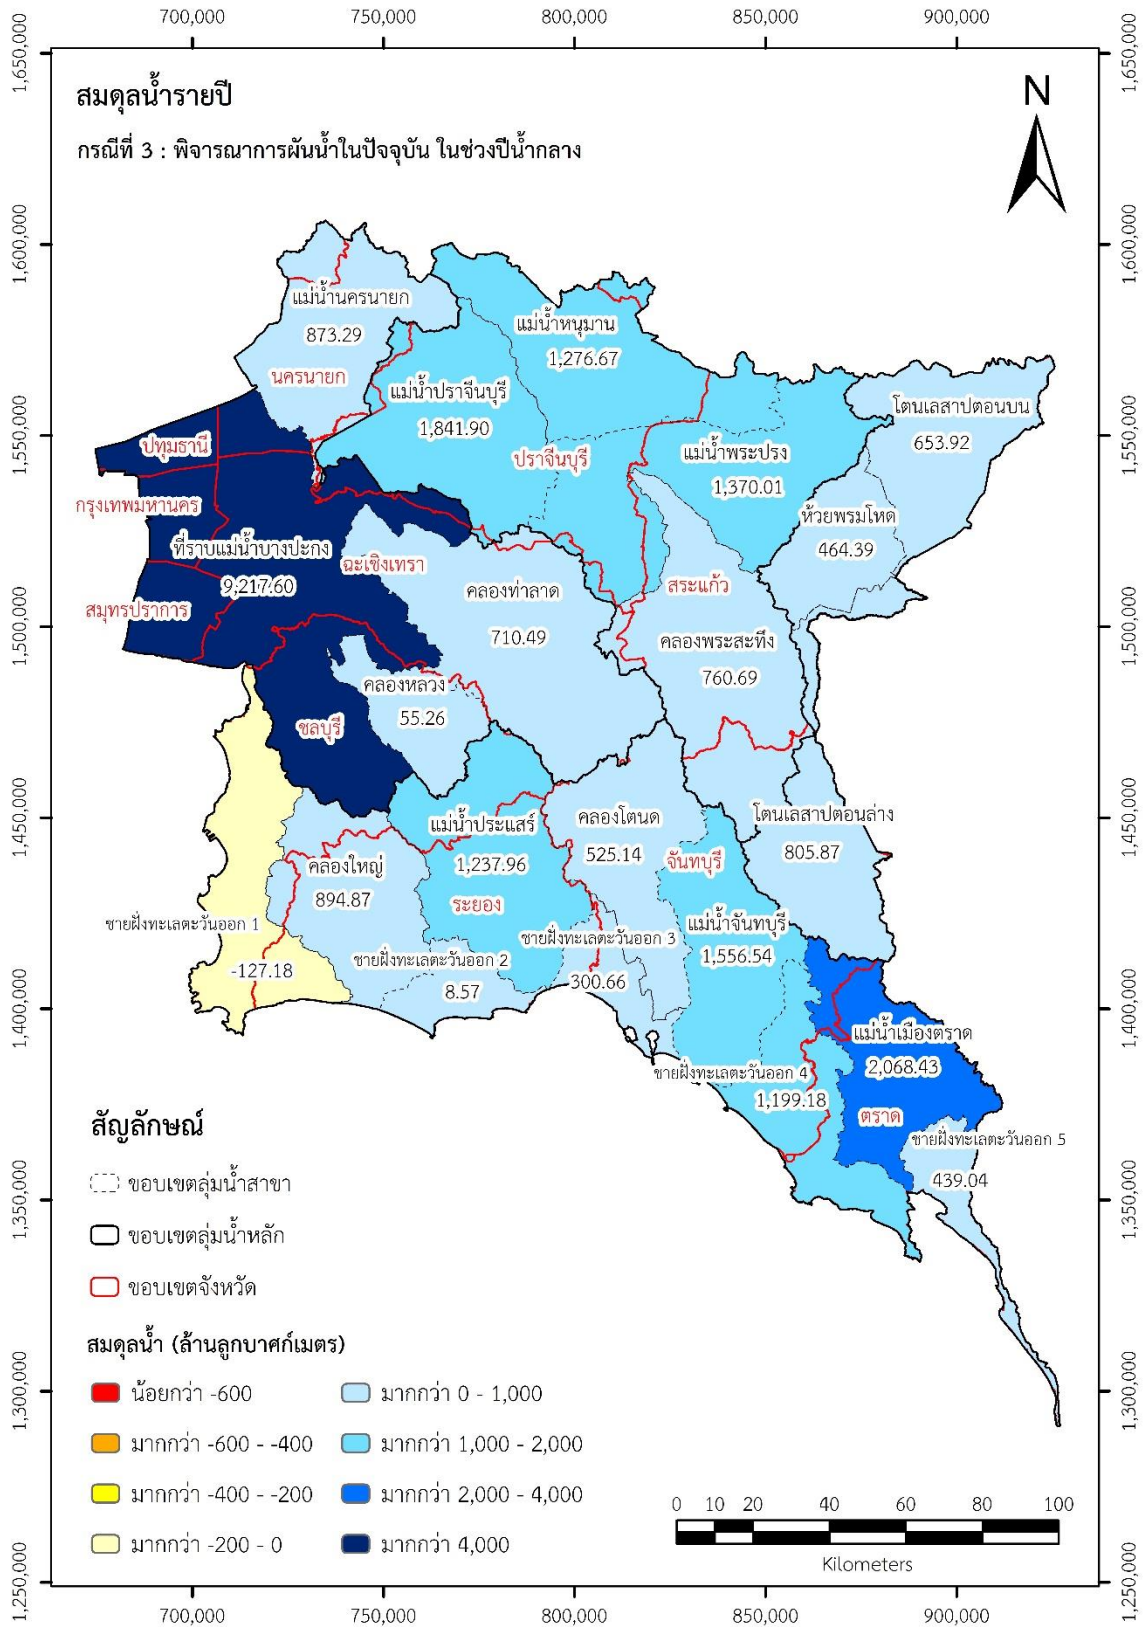 700,000 750,000 800,000 850,000 900,000
1,650,000 1,650,000
สมดุลน้ำรายปี
N
กรณีที่ 3 : พิจารณาการผันน้ำในปัจจุบัน ในช่วงปีน้ำกลาง
1,600,000 1,600,000
แม่น้ำนครนายก
873.29
นครนายก
แม่น้ำหนุมาน
1,276.67
แม่น้ำปราจีนบุรี
1,841.90
ปราจีนบุรี
โตนเลสาปตอนบน
653.92
1,550,000 1,550,000
ปทุมธานี
แม่น้ำพระปรง
1,370.01
กรุงเทพมหานคร
ห้วยพรมโหด
464.39
ที่ราบแม่น้ำบางปะกง
9,217.60
ฉะเชิงเทรา
สมุทรปราการ
คลองท่าลาด
710.49
สระแก้ว
คลองพระสะทึง
760.69
1,500,000 1,500,000
คลองหลวง
55.26
ชลบุรี
1,450,000 1,450,000
แม่น้ำประแสร์
1,237.96
ระยอง
คลองโตนด
525.14
โตนเลสาปตอนล่าง
805.87
จันทบุรี
คลองใหญ่
894.87
ชายฝั่งทะเลตะวันออก 1
-127.18
ชายฝั่งทะเลตะวันออก 2
8.57
ชายฝั่งทะเลตะวันออก 3
300.66
แม่น้ำจันทบุรี
1,556.54
1,400,000 1,400,000
แม่น้ำเมืองตราด
2,068.43
ชายฝั่งทะเลตะวันออก 4
1,199.18
ตราด
ชายฝั่งทะเลตะวันออก 5
439.04
1,350,000 1,350,000
สัญลักษณ์
ขอบเขตลุ่มน้ำสาขา
ขอบเขตลุ่มน้ำหลัก
ขอบเขตจังหวัด
สมดุลน้ำ (ล้านลูกบาศก์เมตร)
1,300,000 1,300,000
น้อยกว่า -600 มากกว่า 0 - 1,000
มากกว่า -600 - -400 มากกว่า 1,000 - 2,000
มากกว่า -400 - -200 มากกว่า 2,000 - 4,000
มากกว่า -200 - 0 มากกว่า 4,000
0 10 20 40 60 80 100
Kilometers
1,250,000 1,250,000
700,000 750,000 800,000 850,000 900,000